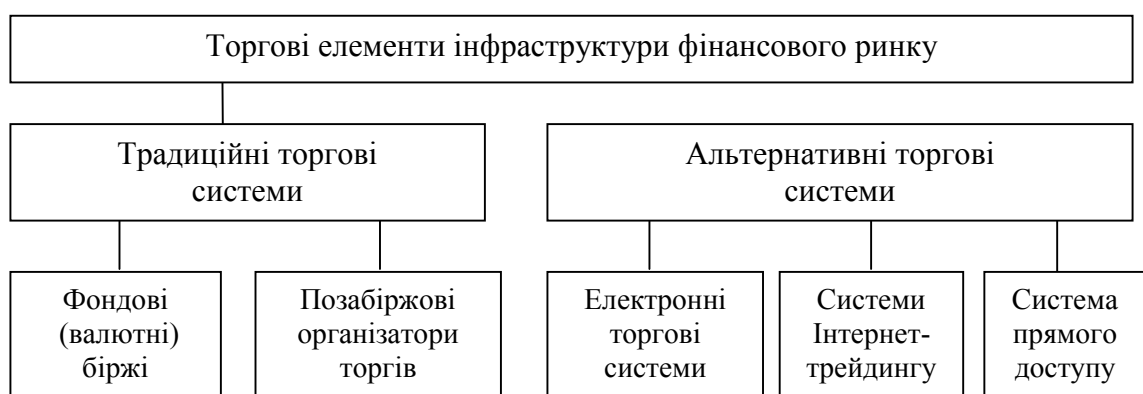 Торгові елементи інфраструктури фінансового ринку
Традиційні торгові
системи
Альтернативні торгові
системи
Фондові
(валютні)
біржі
Позабіржові
організатори
торгів
Електронні
торгові
системи
Системи
Інтернет-
трейдингу
Система
прямого
доступу